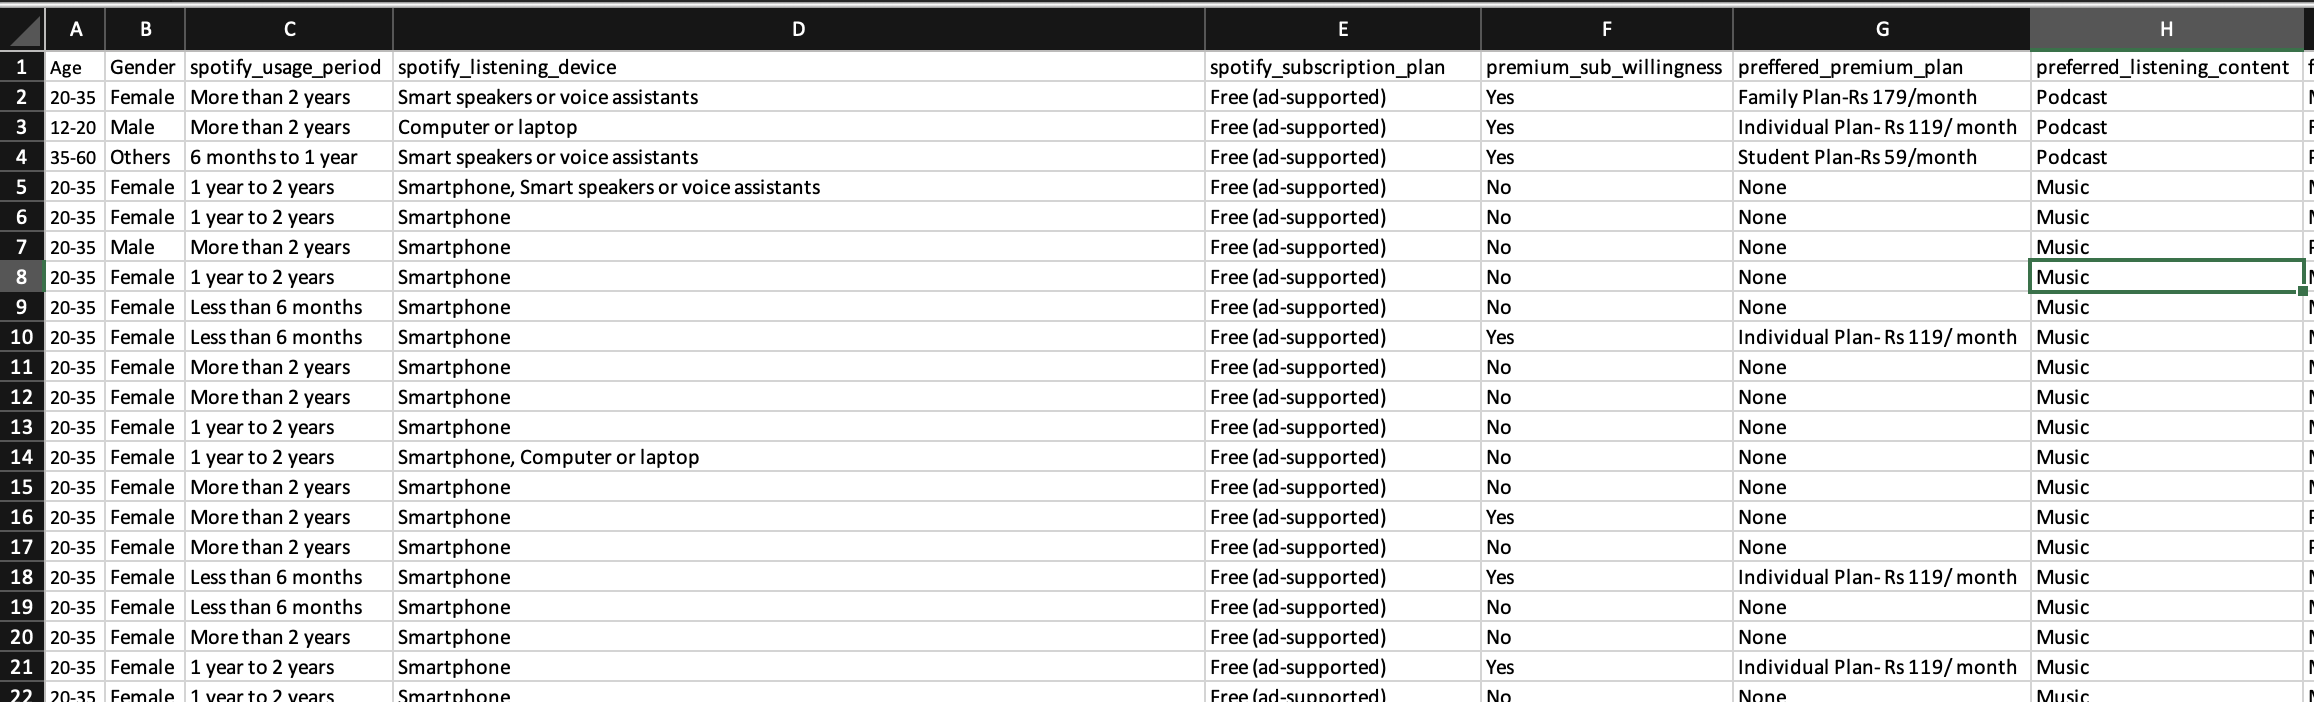 A B C D E F G H
1 Age Gender spotify_usage_period spotify_listening_device spotify_subscription_plan premium_sub_willingness preffered_premium_plan preferred_listening_content
2 20-35 Female More than 2 years Smart speakers or voice assistants Free (ad-supported) Yes Family Plan-Rs 179/month Podcast
3 12-20 Male More than 2 years Computer or laptop Free (ad-supported) Yes Individual Plan- Rs 119/ month Podcast
4 35-60 Others 6 months to 1 year Smart speakers or voice assistants Free (ad-supported) Yes Student Plan-Rs 59/month Podcast
5 20-35 Female 1 year to 2 years Smartphone, Smart speakers or voice assistants Free (ad-supported) No None Music
6 20-35 Female 1 year to 2 years Smartphone Free (ad-supported) No None Music
7 20-35 Male More than 2 years Smartphone Free (ad-supported) No None Music
8 20-35 Female 1 year to 2 years Smartphone Free (ad-supported) No None Music
9 20-35 Female Less than 6 months Smartphone Free (ad-supported) No None Music
10 20-35 Female Less than 6 months Smartphone Free (ad-supported) Yes Individual Plan- Rs 119/ month Music
11 20-35 Female More than 2 years Smartphone Free (ad-supported) No None Music
12 20-35 Female More than 2 years Smartphone Free (ad-supported) No None Music
13 20-35 Female 1 year to 2 years Smartphone Free (ad-supported) No None Music
14 20-35 Female 1 year to 2 years Smartphone, Computer or laptop Free (ad-supported) No None Music
15 20-35 Female More than 2 years Smartphone Free (ad-supported) No None Music
16 20-35 Female More than 2 years Smartphone Free (ad-supported) Yes None Music
17 20-35 Female More than 2 years Smartphone Free (ad-supported) No None Music
18 20-35 Female Less than 6 months Smartphone Free (ad-supported) Yes Individual Plan- Rs 119/ month Music
19 20-35 Female Less than 6 months Smartphone Free (ad-supported) No None Music
20 20-35 Female More than 2 years Smartphone Free (ad-supported) No None Music
21 20-35 Female 1 year to 2 years Smartphone Free (ad-supported) Yes Individual Plan- Rs 119/ month Music
22 20-35 Female 1 year to 2 years Smartphone Free (ad-supported) No None Music